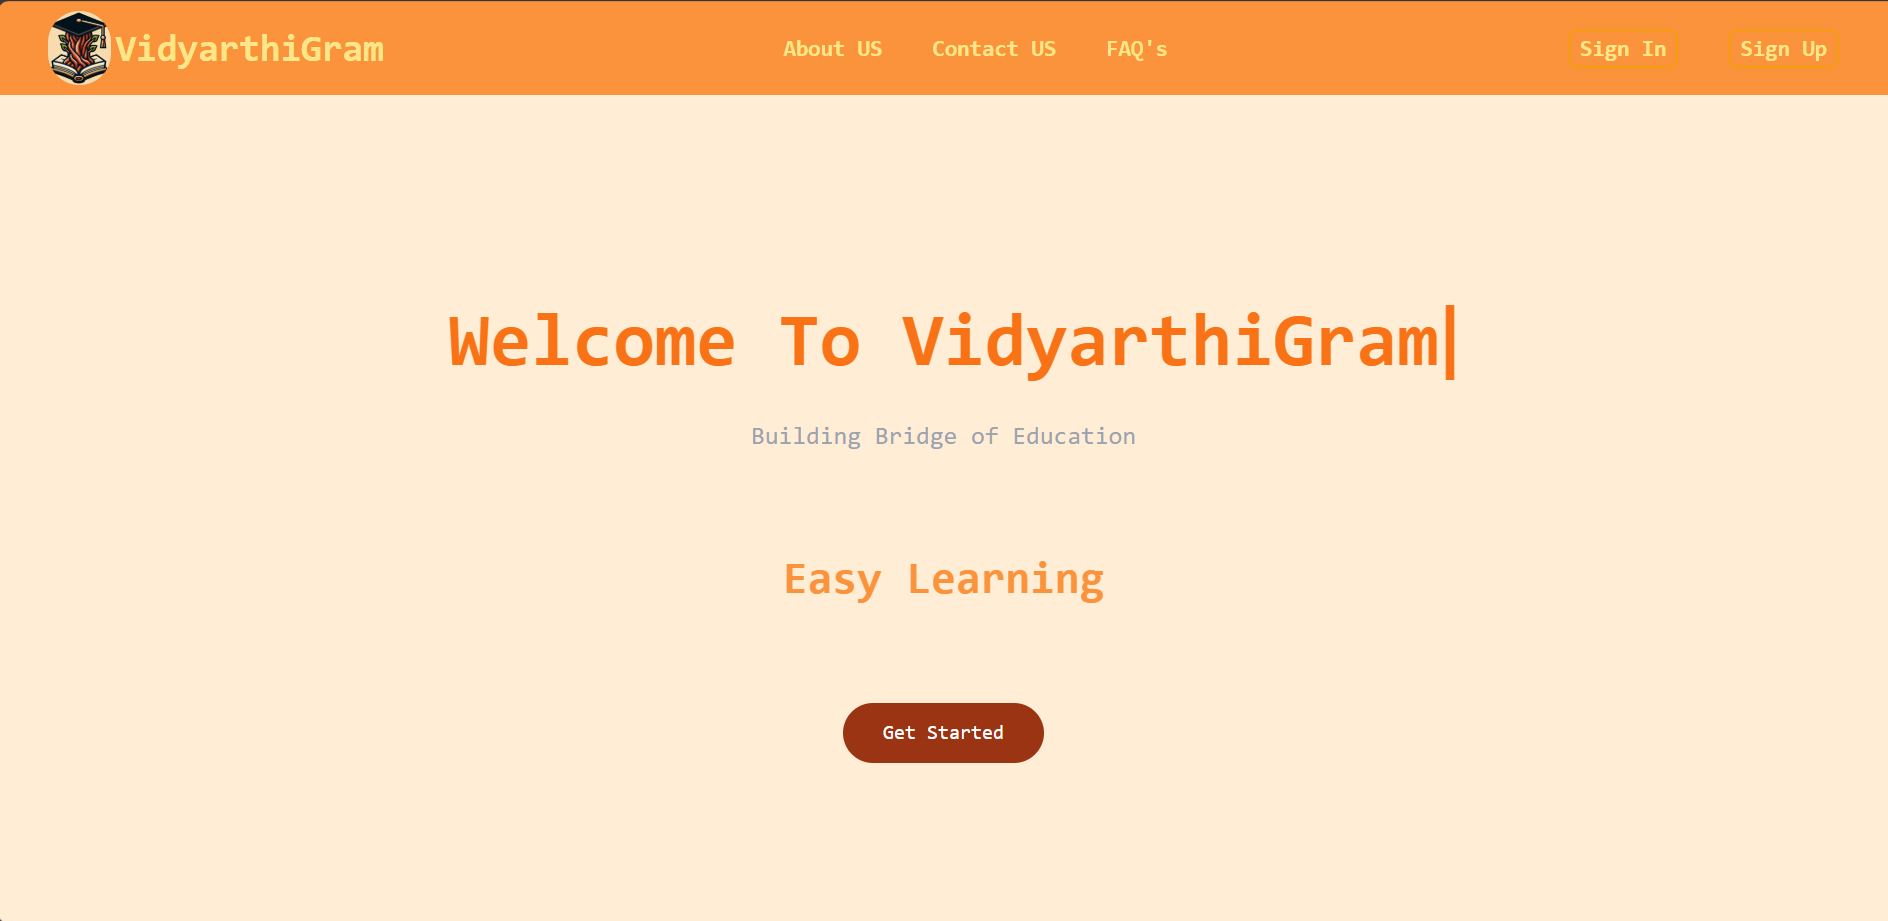 VidyarthiGram About US Contact US FAQ's Sign In Sign Up
Welcome To VidyarthiGram
Building Bridge of Education
Easy Learning
Get Started